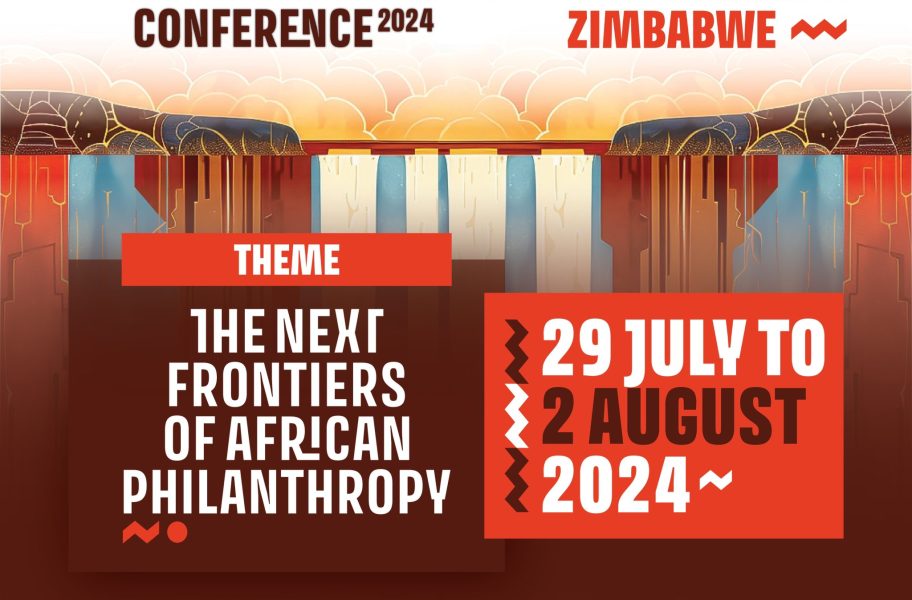 CONFERENCE 2024
ZIMBABWE
THEME
THE NEXT
FRONTIERS
OF AFRICAN
PHILANTHROPY
29 JULY TO
2 AUGUST
2024